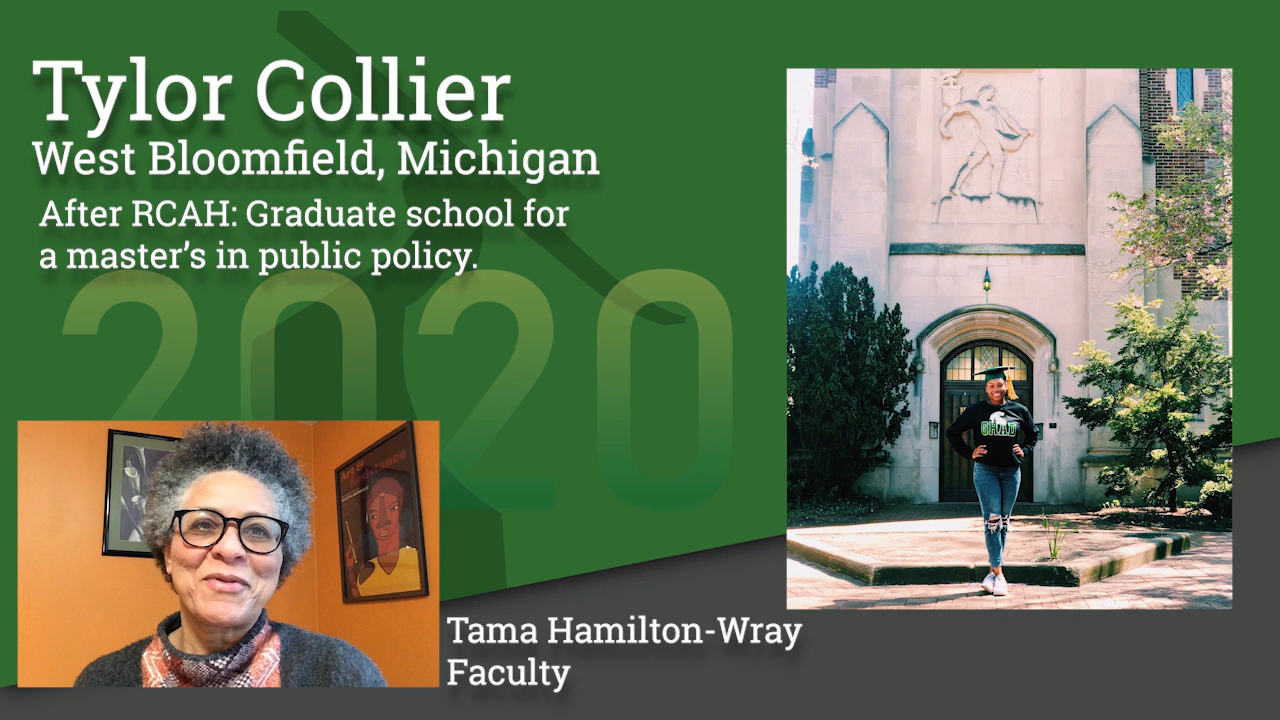 Tylor Collier
West Bloomfield, Michigan
After RCAH: Graduate school for
a master’s in public policy.
2020
GRAD
Tama Hamilton-Wray
Faculty